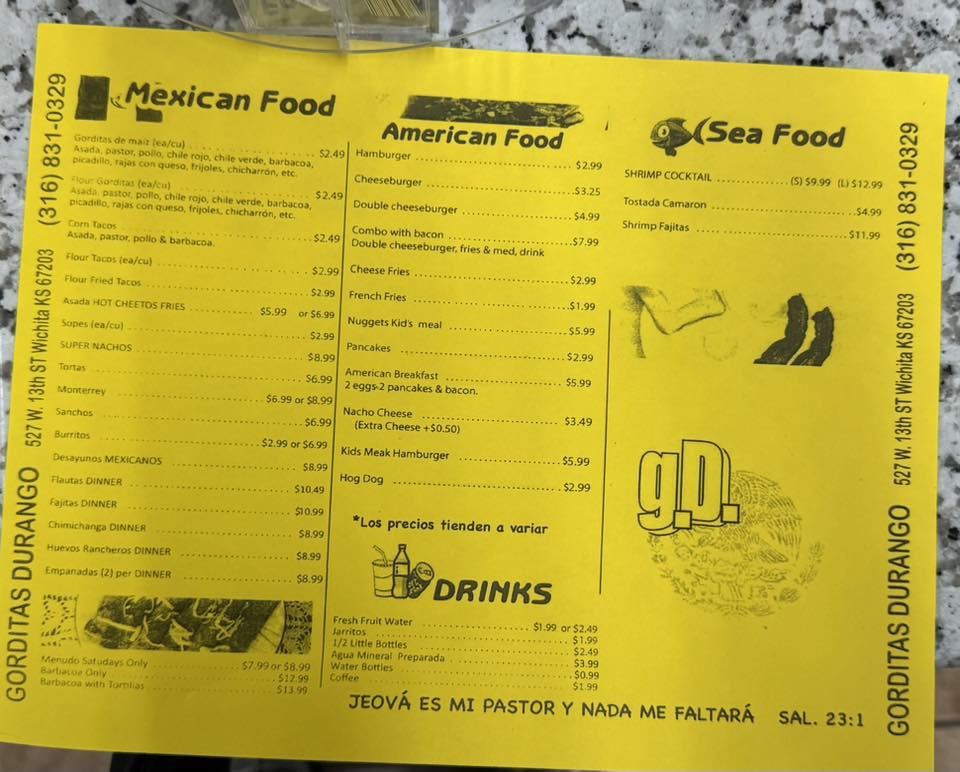 Mexican Food
Gorditas de maiz (ea/cu) $2.49
Asada, pastor, pollo, chile rojo, chile verde, barbacoa,
picadillo, rajas con queso, frijoles, chicharrón, etc.
Flour Gorditas (ea/cu) $2.49
Asada, pastor, pollo, chile rojo, chile verde, barbacoa,
picadillo, rajas con queso, frijoles, chicharrón, etc.
Corn Tacos $2.49
Asada, pastor, pollo & barbacoa.
Flour Tacos (ea/cu) $2.99
Flour Fried Tacos $2.99
Asada HOT CHEETOS FRIES $5.99 or $6.99
Sopes (ea/cu) $2.99
SUPER NACHOS $8.99
Tortas $6.99
Monterrey $6.99 or $8.99
Sanchos $6.99
Burritos $2.99 or $6.99
Desayunos MEXICANOS $8.99
Flautas DINNER $10.49
Fajitas DINNER $10.99
Chimichanga DINNER $8.99
Huevos Rancheros DINNER $8.99
Empanadas (2) per DINNER $8.99
Menudo Satudays Only $7.99 or $8.99
Barbacoa Only $12.99
Barbacoa with Tortilias $13.99
American Food
Hamburger $2.99
Cheeseburger $3.25
Double cheeseburger $4.99
Combo with bacon $7.99
Double cheeseburger, fries & med, drink
Cheese Fries $2.99
French Fries $1.99
Nuggets Kid's meal $5.99
Pancakes $2.99
American Breakfast $5.99
2 eggs-2 pancakes & bacon.
Nacho Cheese $3.49
(Extra Cheese +$0.50)
Kids Meak Hamburger $5.99
Hog Dog $2.99
*Los precios tienden a variar
DRINKS
Fresh Fruit Water $1.99 or $2.49
Jarritos $1.99
1/2 Little Bottles $2.49
Agua Mineral Preparada $3.99
Water Bottles $0.99
Coffee $1.99
Sea Food
SHRIMP COCKTAIL (S) $9.99 (L) $12.99
Tostada Camaron $4.99
Shrimp Fajitas $11.99
g.D.
JEOVÁ ES MI PASTOR Y NADA ME FALTARÁ SAL. 23:1
GORDITAS DURANGO 527 W. 13th ST Wichita KS 67203 (316) 831-0329
GORDITAS DURANGO 527 W. 13th ST Wichita KS 67203 (316) 831-0329